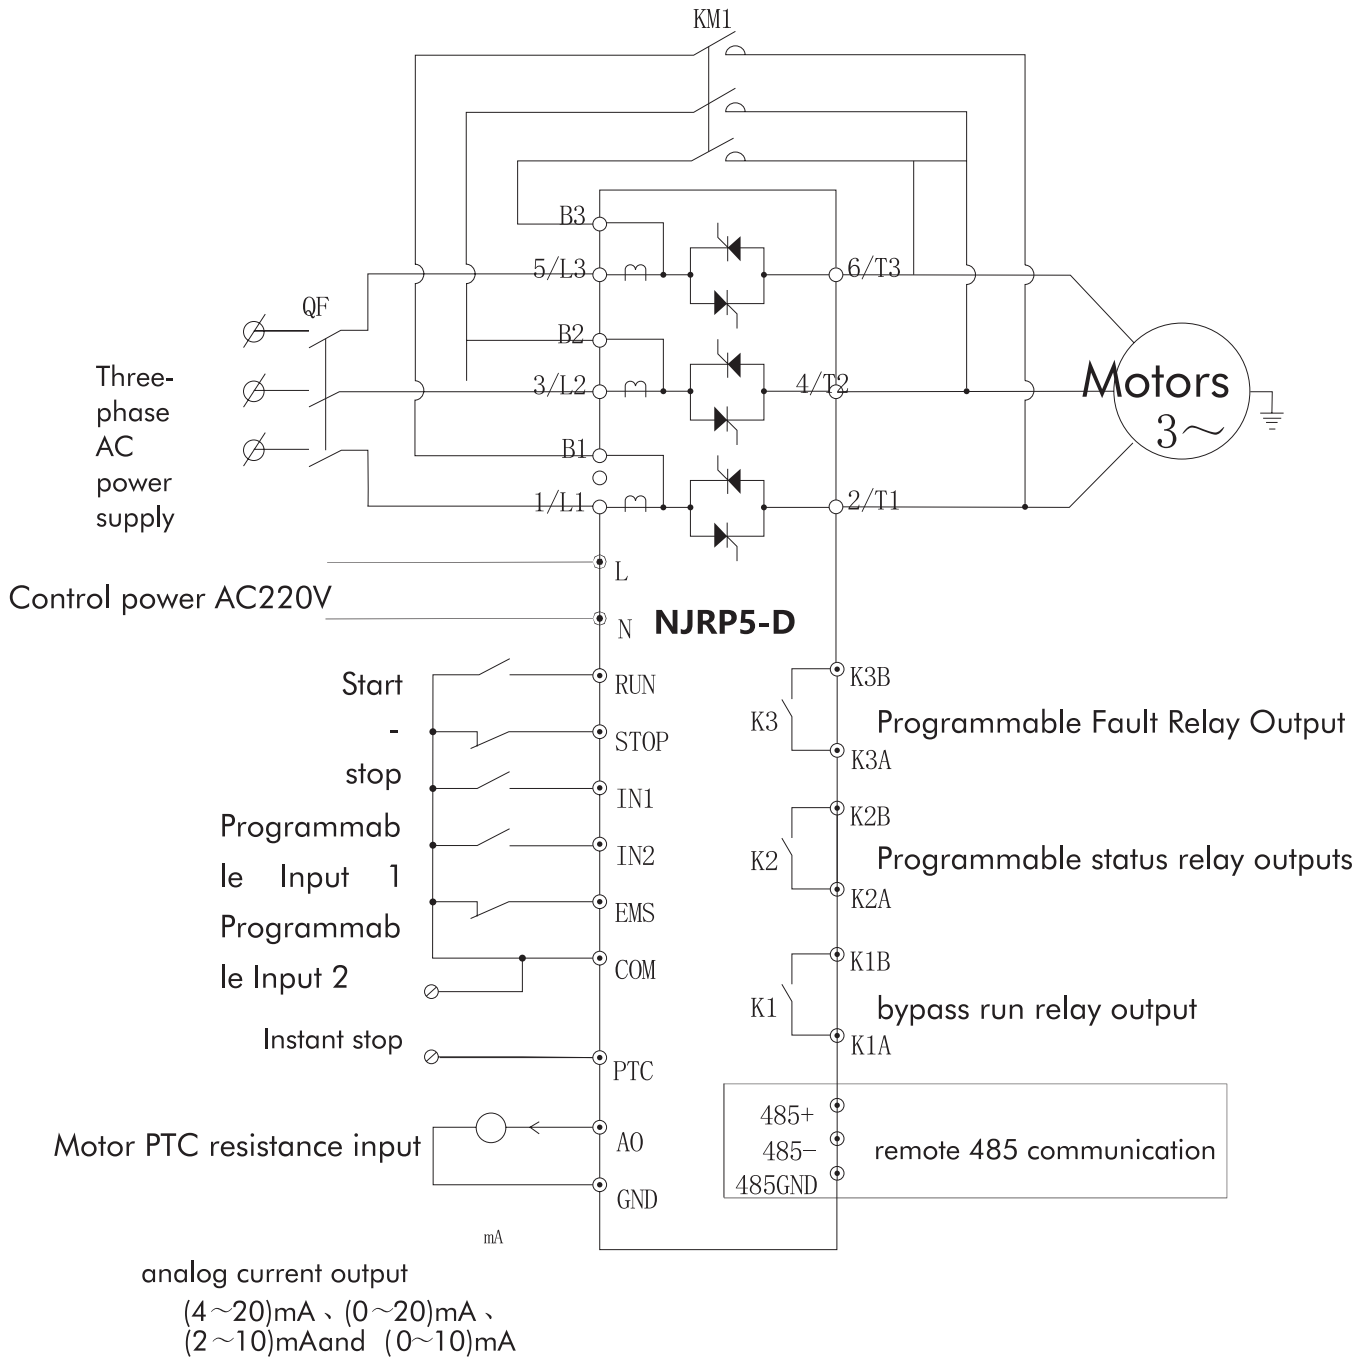 KM1
B3
5/L3
6/T3
QF
B2
Three-
phase
AC
power
supply
3/L2
4/T2
Motors
3～
B1
1/L1
2/T1
L
Control power AC220V
N
NJRP5-D
Start
-
stop
Programmab
le Input 1
Programmab
le Input 2
Instant stop
Motor PTC resistance input
RUN
STOP
IN1
IN2
EMS
COM
PTC
AO
GND
mA
analog current output
(4～20)mA 、(0～20)mA 、
(2～10)mAand (0～10)mA
K3B
K3
Programmable Fault Relay Output
K3A
K2B
K2
Programmable status relay outputs
K2A
K1B
K1
bypass run relay output
K1A
485+
485-
remote 485 communication
485GND